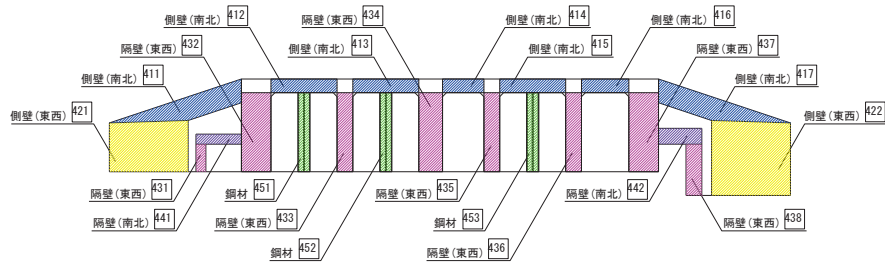 側壁(南北) 412
隔壁(東西) 434
側壁(南北) 414
側壁(南北) 416
隔壁(東西) 432
側壁(南北) 413
側壁(南北) 415
隔壁(東西) 437
側壁(南北) 411
側壁(南北) 417
側壁(東西) 421
側壁(東西) 422
隔壁(東西) 431
鋼材 451
隔壁(東西) 435
隔壁(南北) 442
隔壁(南北) 441
隔壁(東西) 433
鋼材 453
隔壁(東西) 438
鋼材 452
隔壁(東西) 436